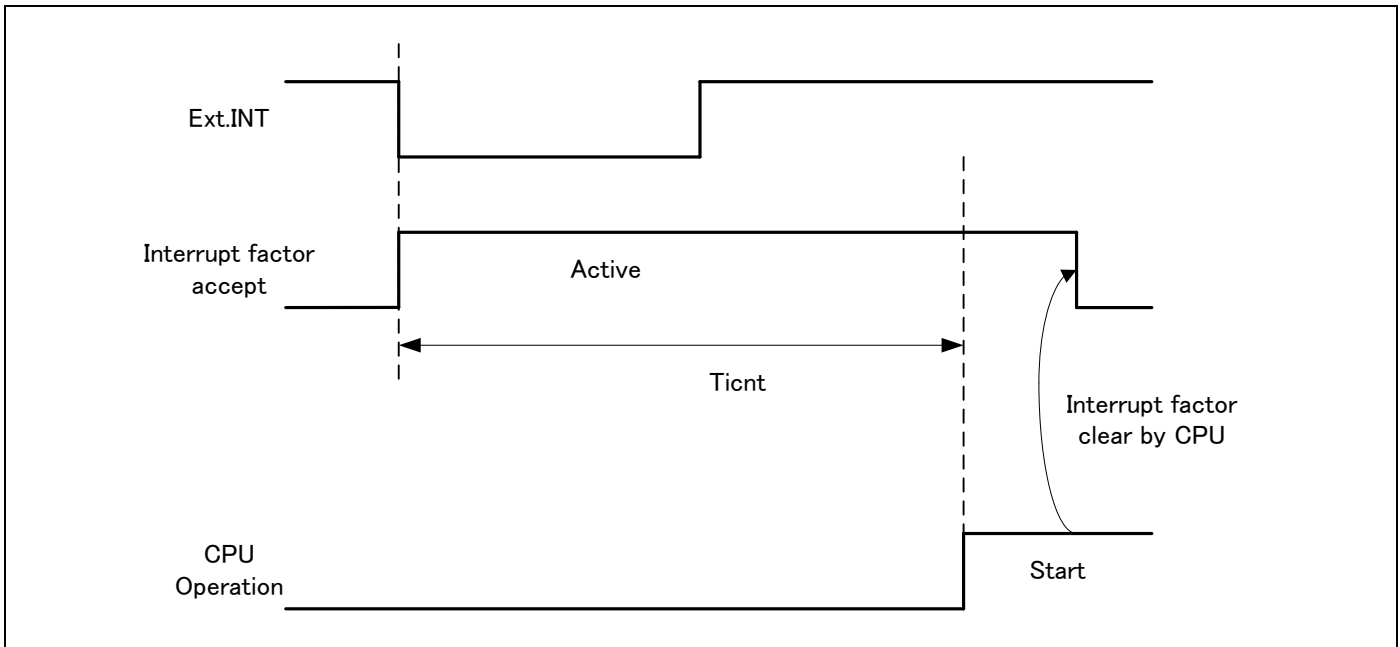 Ext.INT
Interrupt factor
accept
Active
Ticnt
Interrupt factor
clear by CPU
CPU
Operation
Start